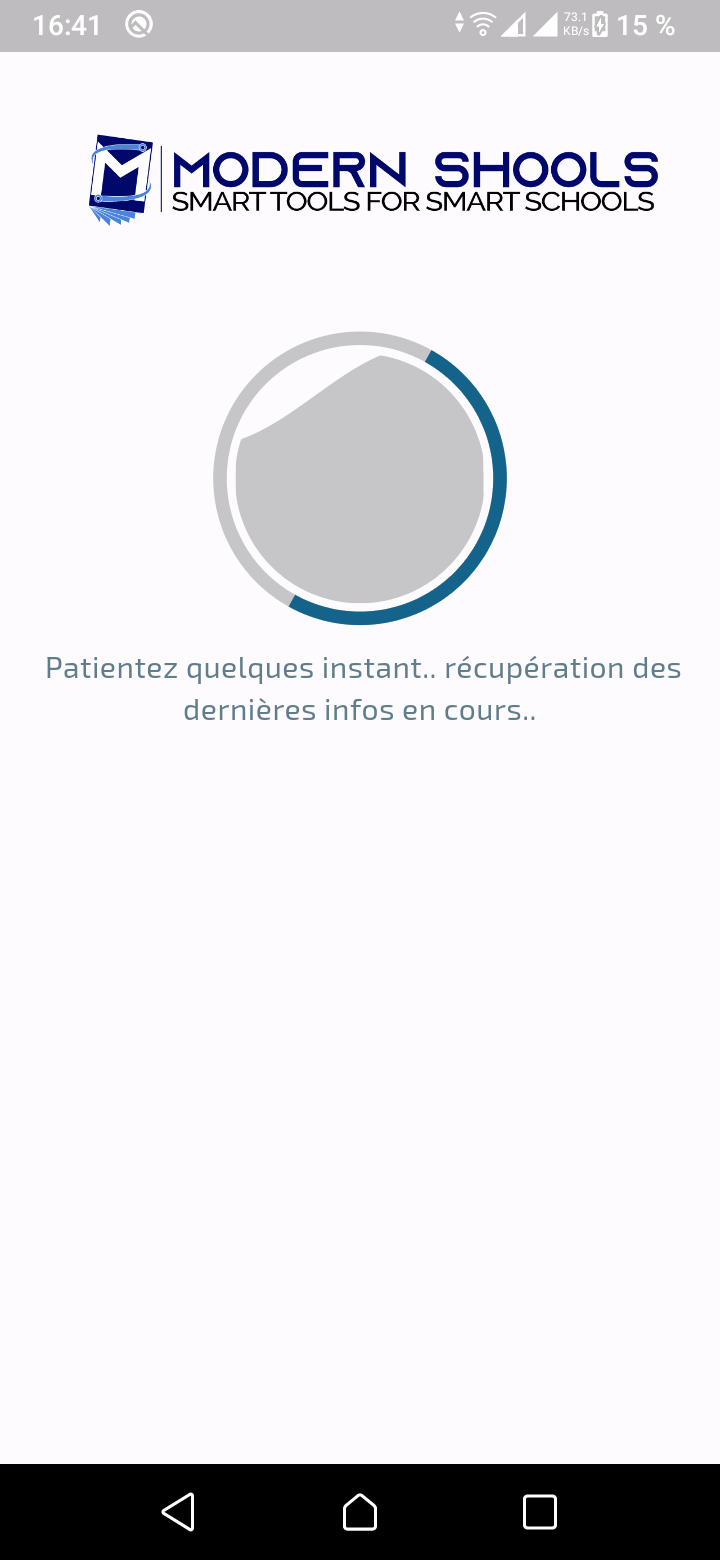 16:41 73.1 KB/s 15 %
MODERN SHOOLS
SMART TOOLS FOR SMART SCHOOLS
Patientez quelques instant.. récupération des
dernières infos en cours..